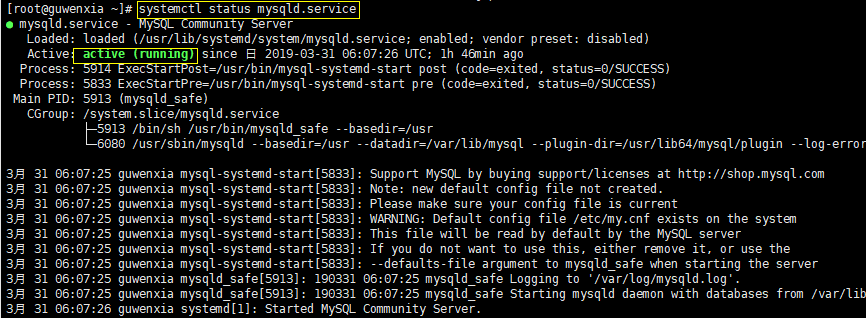 [root@guwenxia ~]# systemctl status mysqld.service
● mysqld.service - MySQL Community Server
Loaded: loaded (/usr/lib/systemd/system/mysqld.service; enabled; vendor preset: disabled)
Active: active (running) since 日 2019-03-31 06:07:26 UTC; 1h 46min ago
Process: 5914 ExecStartPost=/usr/bin/mysql-systemd-start post (code=exited, status=0/SUCCESS)
Process: 5833 ExecStartPre=/usr/bin/mysql-systemd-start pre (code=exited, status=0/SUCCESS)
Main PID: 5913 (mysqld_safe)
CGroup: /system.slice/mysqld.service
├─5913 /bin/sh /usr/bin/mysqld_safe --basedir=/usr
└─6080 /usr/sbin/mysqld --basedir=/usr --datadir=/var/lib/mysql --plugin-dir=/usr/lib64/mysql/plugin --log-error
3月 31 06:07:25 guwenxia mysql-systemd-start[5833]: Support MySQL by buying support/licenses at http://shop.mysql.com
3月 31 06:07:25 guwenxia mysql-systemd-start[5833]: Note: new default config file not created.
3月 31 06:07:25 guwenxia mysql-systemd-start[5833]: Please make sure your config file is current
3月 31 06:07:25 guwenxia mysql-systemd-start[5833]: WARNING: Default config file /etc/my.cnf exists on the system
3月 31 06:07:25 guwenxia mysql-systemd-start[5833]: This file will be read by default by the MySQL server
3月 31 06:07:25 guwenxia mysql-systemd-start[5833]: If you do not want to use this, either remove it, or use the
3月 31 06:07:25 guwenxia mysql-systemd-start[5833]: --defaults-file argument to mysqld_safe when starting the server
3月 31 06:07:25 guwenxia mysqld_safe[5913]: 190331 06:07:25 mysqld_safe Logging to '/var/log/mysqld.log'.
3月 31 06:07:25 guwenxia mysqld_safe[5913]: 190331 06:07:25 mysqld_safe Starting mysqld daemon with databases from /var/lib
3月 31 06:07:26 guwenxia systemd[1]: Started MySQL Community Server.